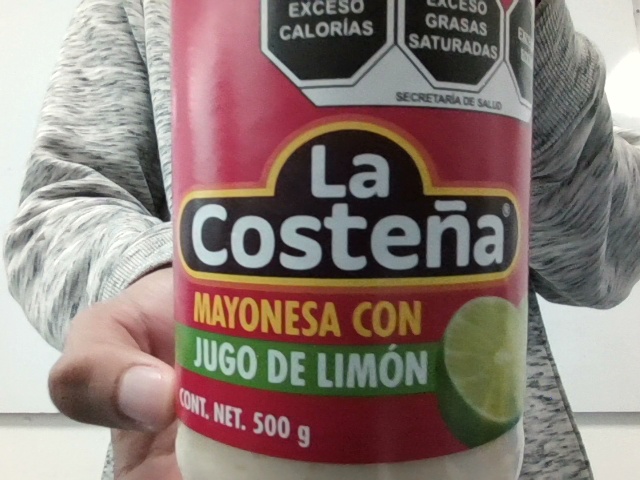 EXCESO
CALORÍAS
EXCESO
GRASAS
SATURADAS
SECRETARÍA DE SALUD
La
Costeña®
MAYONESA CON
JUGO DE LIMÓN
CONT. NET. 500 g